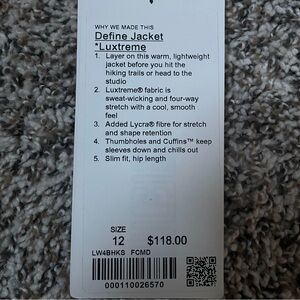 WHY WE MADE THIS
Define Jacket
*Luxtreme
1. Layer on this warm, lightweight
jacket before you hit the
hiking trails or head to the
studio
2. Luxtreme® fabric is
sweat-wicking and four-way
stretch with a cool, smooth
feel
3. Added Lycra® fibre for stretch
and shape retention
4. Thumbholes and Cuffins™ keep
sleeves down and chills out
5. Slim fit, hip length
SIZE
12 $118.00
LW4BHKS FCMD
000110026570